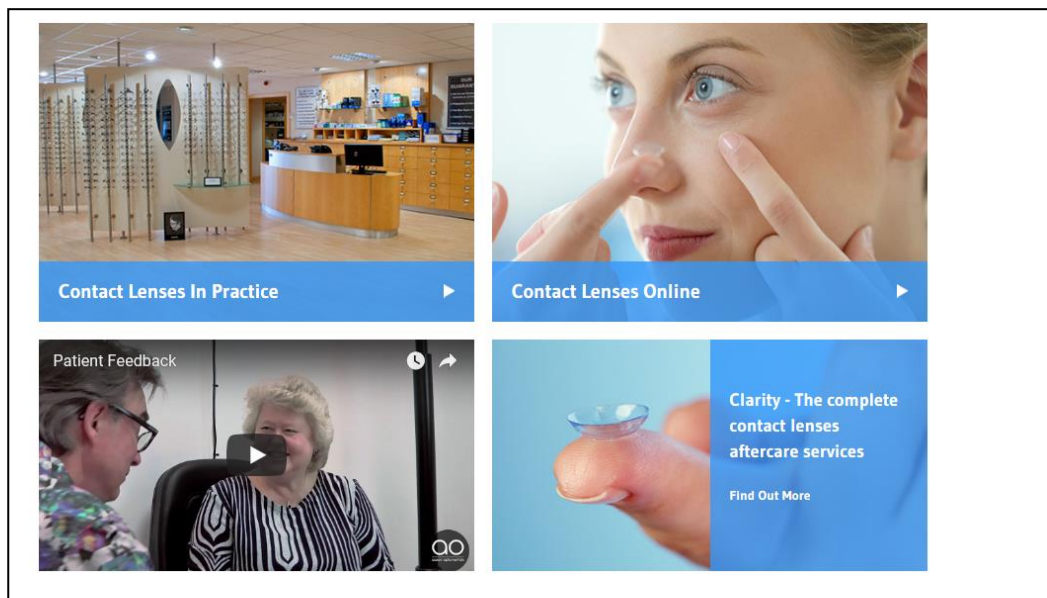 Contact Lenses In Practice
Contact Lenses Online
Patient Feedback
ao
Clarity - The complete
contact lenses
aftercare services
Find Out More